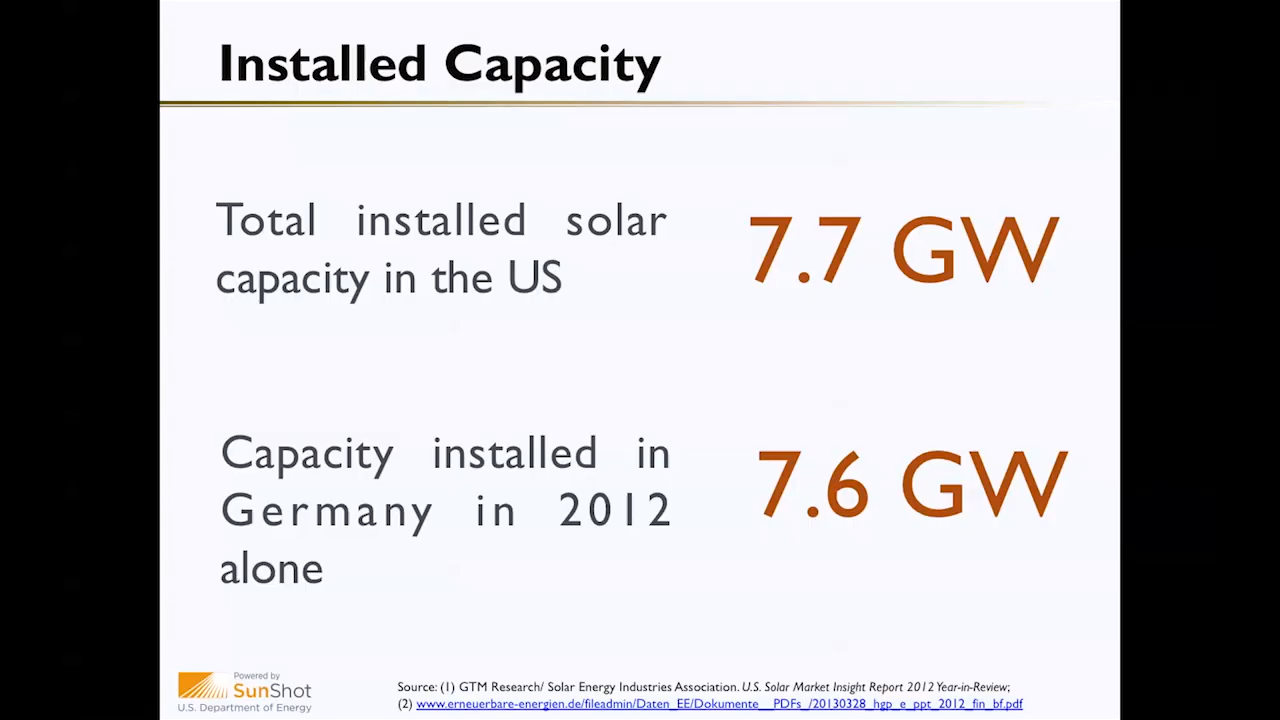 Installed Capacity
Total installed solar
capacity in the US
7.7 GW
Capacity installed in
Germany in 2012
alone
7.6 GW
Powered by
SunShot
U.S. Department of Energy
Source: (1) GTM Research/ Solar Energy Industries Association. U.S. Solar Market Insight Report 2012 Year-in-Review;
(2) www.erneuerbare-energien.de/fileadmin/Daten_EE/Dokumente__PDFs_/20130328_hgp_e_ppt_2012_fin_bf.pdf